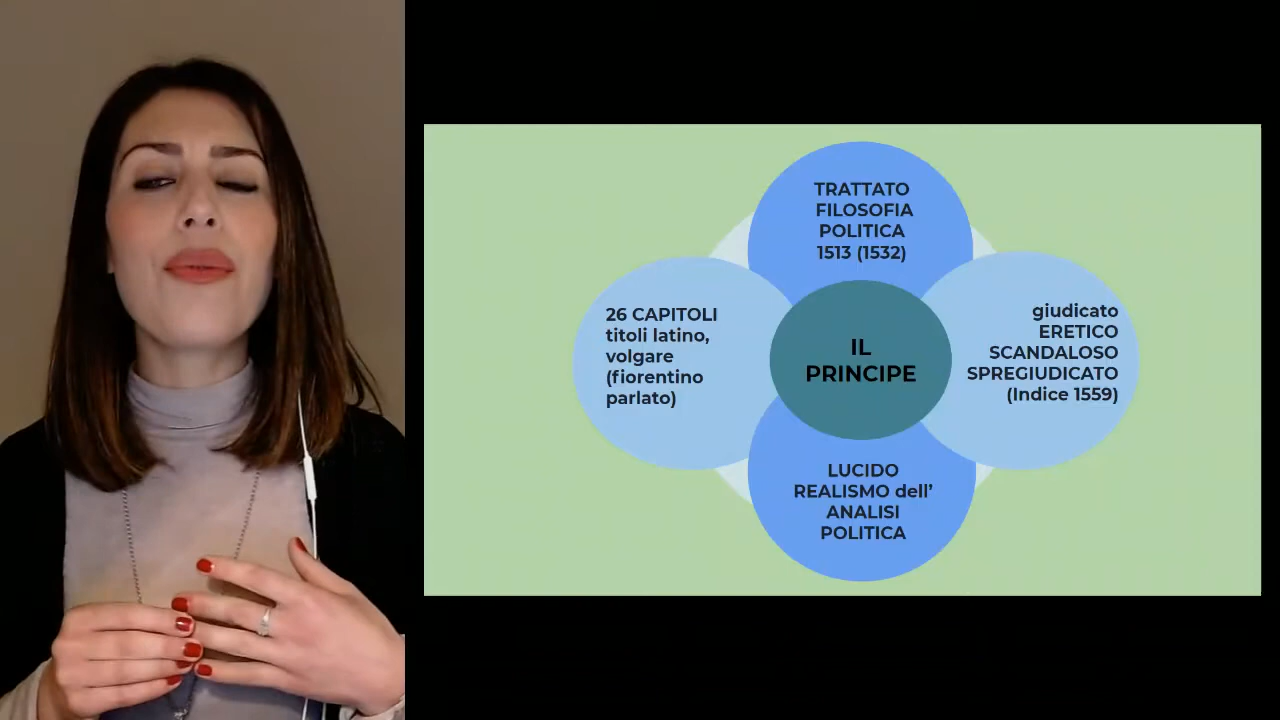 TRATTATO
FILOSOFIA
POLITICA
1513 (1532)
26 CAPITOLI
titoli latino,
volgare
(fiorentino
parlato)
IL
PRINCIPE
giudicato
ERETICO
SCANDALOSO
SPREGIUDICATO
(Indice 1559)
LUCIDO
REALISMO dell’
ANALISI
POLITICA